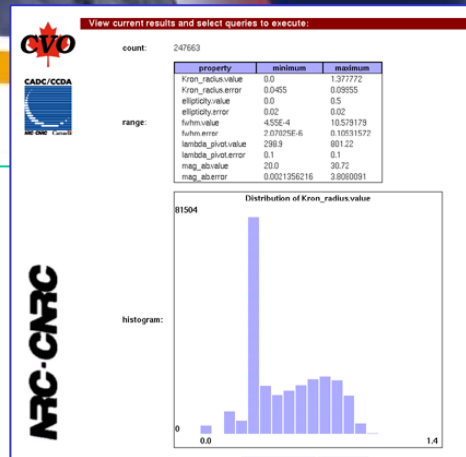 View current results and select queries to execute:
CVO
CADC/CCDA
NRC CNRC Canada
NRC·CNRC
count: 247663
range:
property minimum maximum
Kron_radius.value 0.0 1.377772
Kron_radius.error 0.0455 0.09855
ellipticity.value 0.0 0.5
ellipticity.error 0.02 0.02
fwhm.value 4.55E-4 10.579179
fwhm.error 2.07025E-6 0.10531572
lambda_pivot.value 298.9 801.22
lambda_pivot.error 0.1 0.1
mag_ab.value 20.0 30.72
mag_ab.error 0.0021356216 3.8080091
histogram:
Distribution of Kron_radius.value
81504
0
0.0 1.4